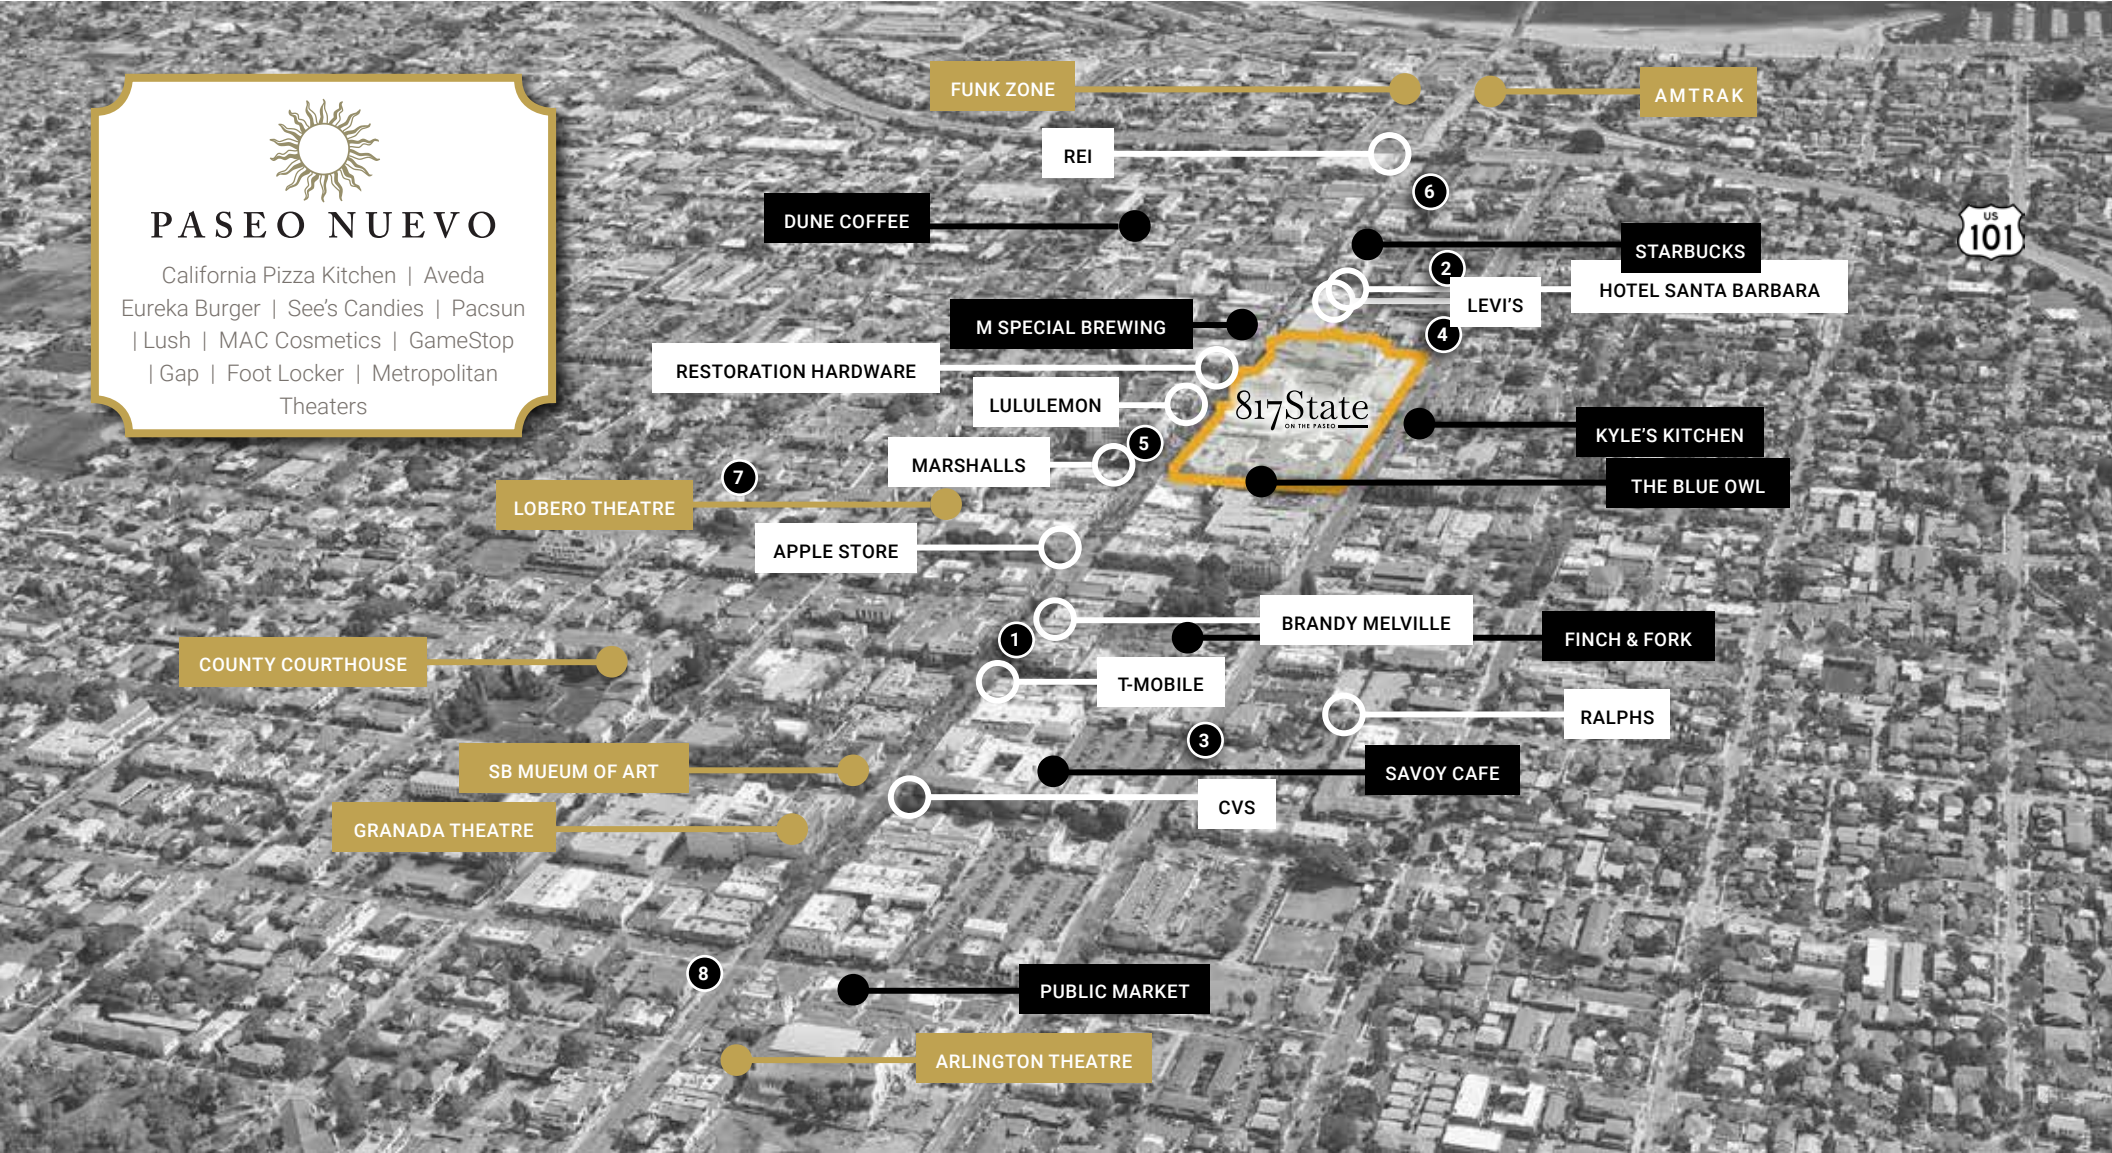 FUNK ZONE
AMTRAK
REI
6
PASEO NUEVO
California Pizza Kitchen | Aveda
Eureka Burger | See's Candies | Pacsun
| Lush | MAC Cosmetics | GameStop
| Gap | Foot Locker | Metropolitan
Theaters
DUNE COFFEE
US
101
STARBUCKS
2
HOTEL SANTA BARBARA
LEVI'S
M SPECIAL BREWING
4
RESTORATION HARDWARE
LULULEMON
817State
ON THE PASEO
KYLE'S KITCHEN
5
MARSHALLS
7
THE BLUE OWL
LOBERO THEATRE
APPLE STORE
BRANDY MELVILLE
1
FINCH & FORK
COUNTY COURTHOUSE
T-MOBILE
RALPHS
3
SB MUEUM OF ART
SAVOY CAFE
CVS
GRANADA THEATRE
8
PUBLIC MARKET
ARLINGTON THEATRE